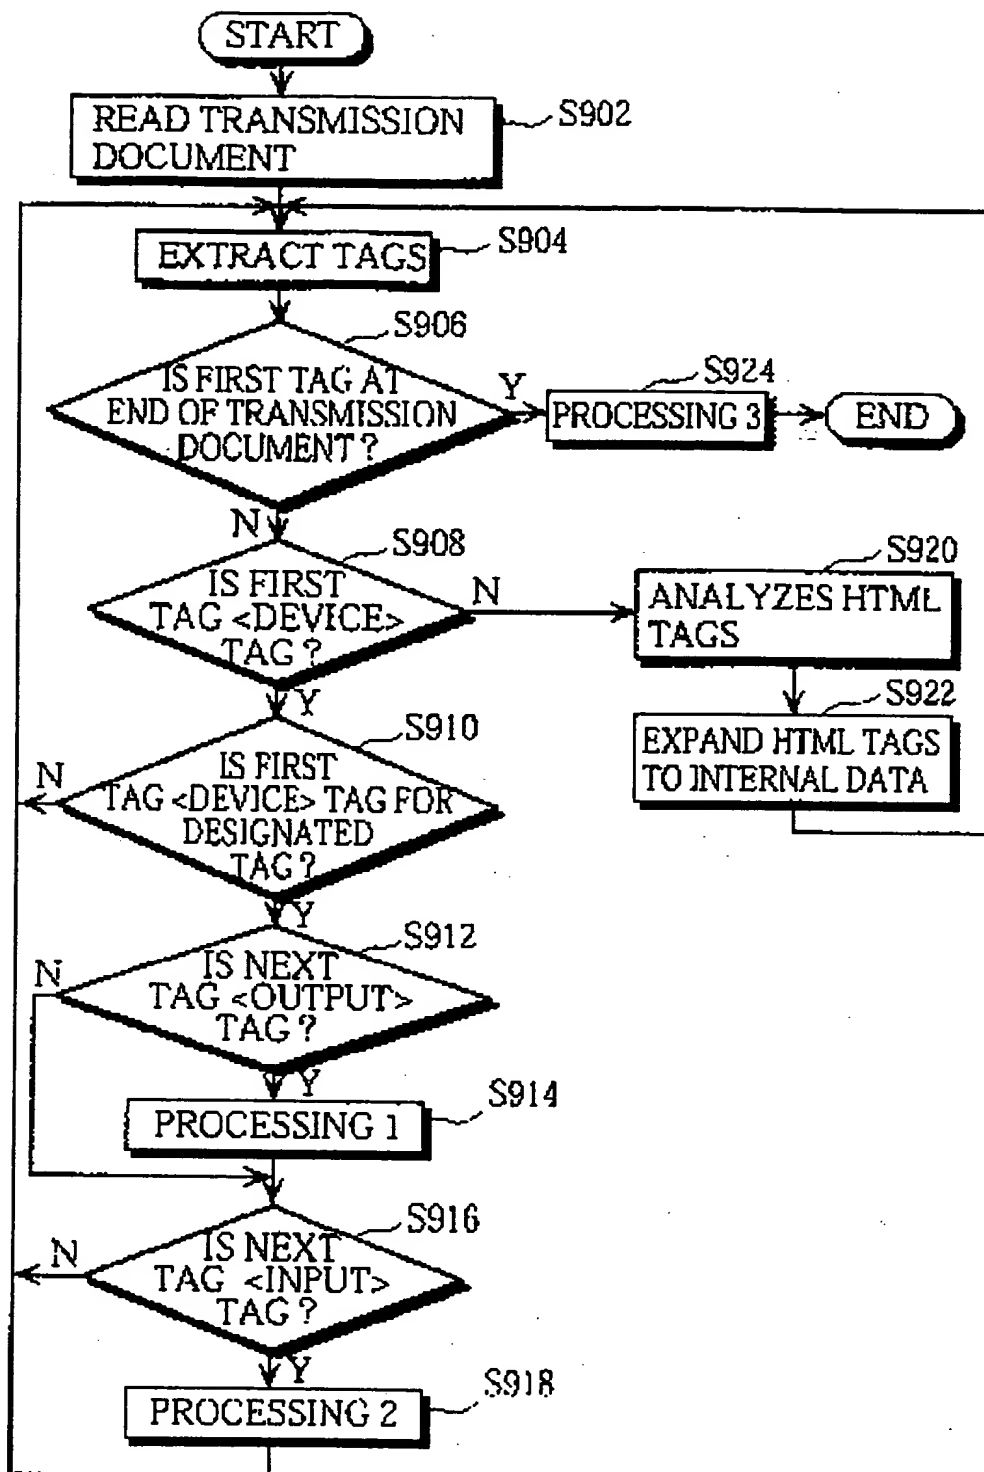 START
READ TRANSMISSION
DOCUMENT
S902
EXTRACT TAGS
S904
S906
IS FIRST TAG AT
END OF TRANSMISSION
DOCUMENT?
Y
S924
PROCESSING 3
END
N
S908
IS FIRST
TAG <DEVICE>
TAG?
N
S920
ANALYZES HTML
TAGS
Y
S922
EXPAND HTML TAGS
TO INTERNAL DATA
S910
IS FIRST
TAG <DEVICE> TAG FOR
DESIGNATED
TAG?
N
Y
S912
IS NEXT
TAG <OUTPUT>
TAG?
N
Y
S914
PROCESSING 1
S916
IS NEXT
TAG <INPUT>
TAG?
N
Y
S918
PROCESSING 2